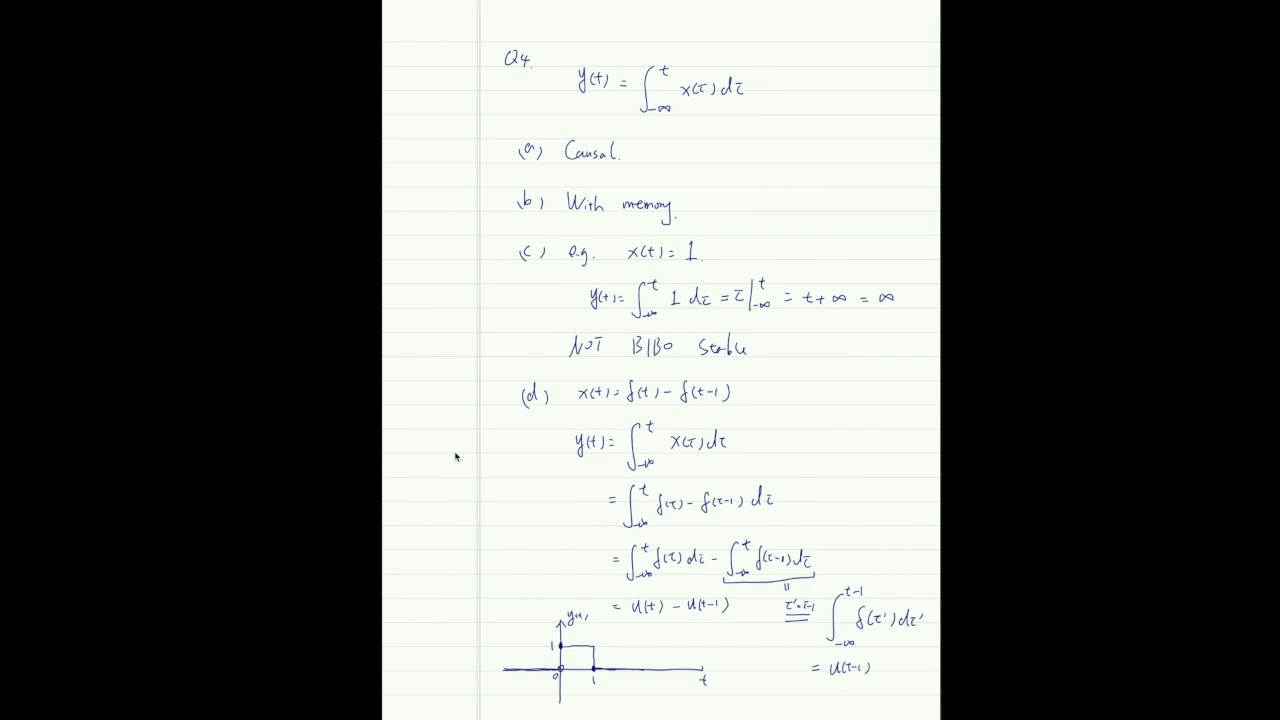 Q4.
y(t) = ∫_{-∞}^{t} x(τ) dτ
(a) Causal.
(b) With memory.
(c) e.g. x(t) = 1.
y(t) = ∫_{-∞}^{t} 1 dτ = τ|_{-∞}^{t} = t + ∞ = ∞
NOT BIBO Stable
(d) x(t) = δ(t) - δ(t-1)
y(t) = ∫_{-∞}^{t} x(τ) dτ
= ∫_{-∞}^{t} δ(τ) - δ(τ-1) dτ
= ∫_{-∞}^{t} δ(τ) dτ - ∫_{-∞}^{t} δ(τ-1) dτ
= u(t) - u(t-1)
τ' = τ-1 = ∫_{-∞}^{t-1} δ(τ') dτ'
= u(t-1)
y(t)
1
0
1
t